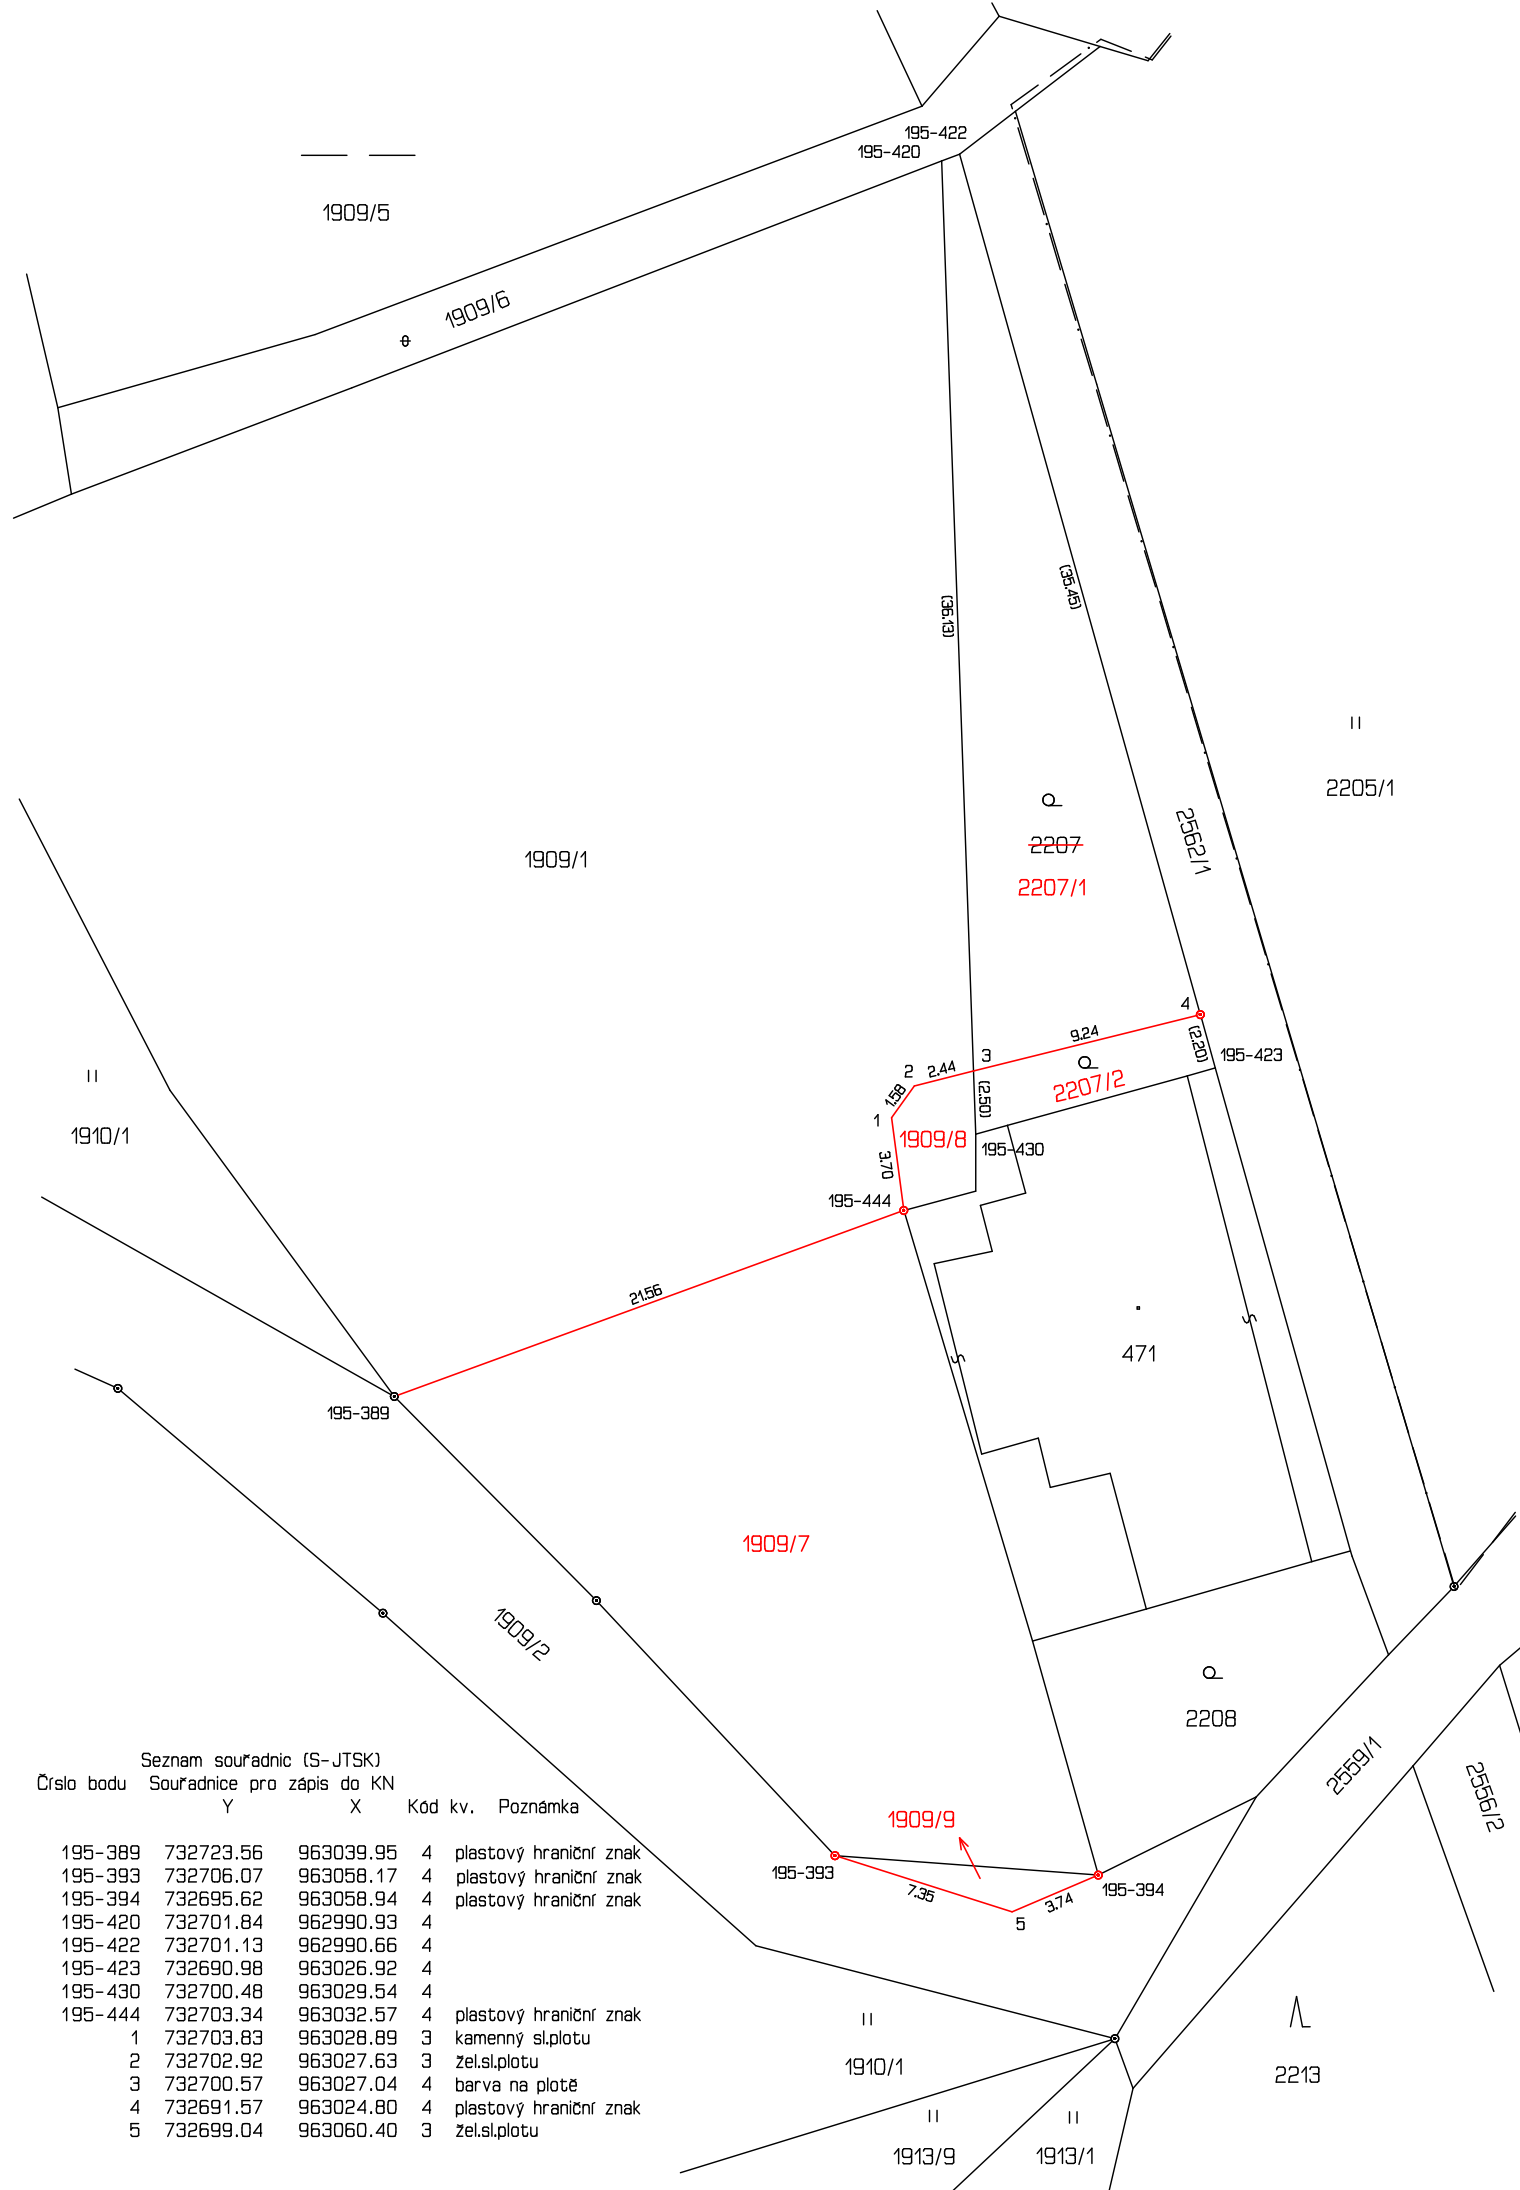 195-422
195-420
1909/5
1909/6
(35.45)
(36.13)
2205/1
2562/1
2207
1909/1
2207/1
4
9.24
(2.20)
3
195-423
2
2.44
2207/2
1.58
(2.50)
1
1909/8
1910/1
195-430
3.70
195-444
21.56
471
195-389
1909/7
1909/2
2208
2559/1
2556/2
1909/9
195-393
195-394
7.35
3.74
5
Seznam souřadnic (S-JTSK)
Číslo bodu Souřadnice pro zápis do KN
Y X Kód kv. Poznámka
195-389 732723.56 963039.95 4 plastový hraniční znak
195-393 732706.07 963058.17 4 plastový hraniční znak
195-394 732695.62 963058.94 4 plastový hraniční znak
195-420 732701.84 962990.93 4
195-422 732701.13 962990.66 4
195-423 732690.98 963026.92 4
195-430 732700.48 963029.54 4
195-444 732703.34 963032.57 4 plastový hraniční znak
1 732703.83 963028.89 3 kamenný sl.plotu
2 732702.92 963027.63 3 žel.sl.plotu
3 732700.57 963027.04 4 barva na plotě
4 732691.57 963024.80 4 plastový hraniční znak
5 732699.04 963060.40 3 žel.sl.plotu
1910/1
2213
1913/9
1913/1